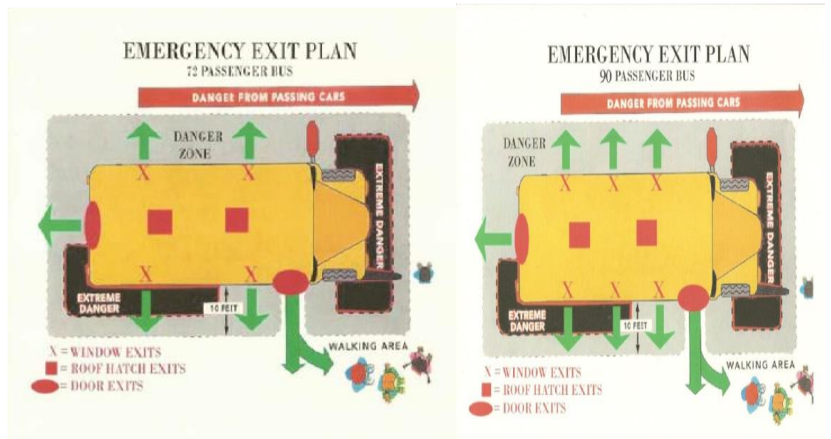 EMERGENCY EXIT PLAN
72 PASSENGER BUS
DANGER FROM PASSING CARS
DANGER
ZONE
X
X
EXTREME DANGER
X
X
EXTREME
DANGER
10 FEET
WALKING AREA
X = WINDOW EXITS
= ROOF HATCH EXITS
= DOOR EXITS
EMERGENCY EXIT PLAN
90 PASSENGER BUS
DANGER FROM PASSING CARS
DANGER
ZONE
X
X
X
EXTREME DANGER
X
X
X
EXTREME
DANGER
10 FEET
WALKING AREA
X = WINDOW EXITS
= ROOF HATCH EXITS
= DOOR EXITS